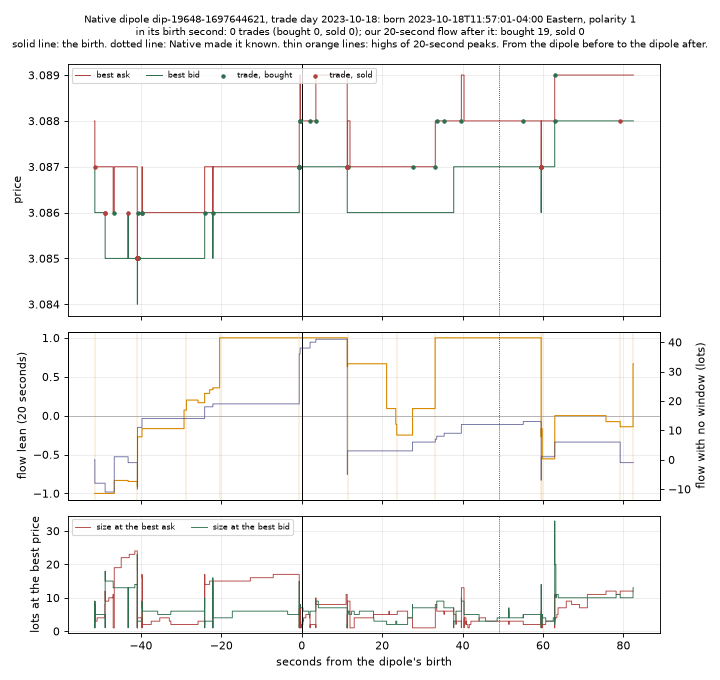 Native dipole dip-19648-1697644621, trade day 2023-10-18: born 2023-10-18T11:57:01-04:00 Eastern, polarity 1
in its birth second: 0 trades (bought 0, sold 0); our 20-second flow after it: bought 19, sold 0
solid line: the birth. dotted line: Native made it known. thin orange lines: highs of 20-second peaks. From the dipole before to the dipole after.
best ask
best bid
trade, bought
trade, sold
3.089
3.088
3.087
3.086
3.085
3.084
price
1.0
0.5
0.0
−0.5
−1.0
flow lean (20 seconds)
40
30
20
10
0
−10
flow with no window (lots)
size at the best ask
size at the best bid
30
20
10
0
lots at the best price
−40
−20
0
20
40
60
80
seconds from the dipole's birth